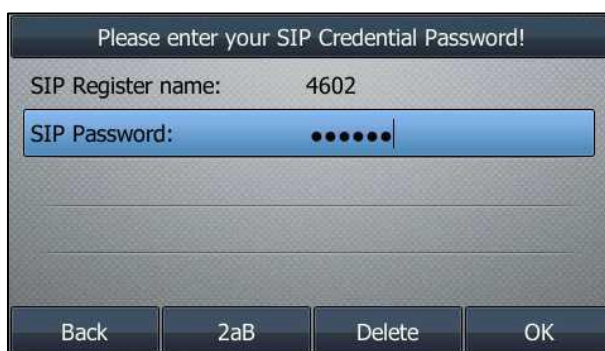 Please enter your SIP Credential Password!
SIP Register name: 4602
SIP Password: ••••••
Back 2aB Delete OK